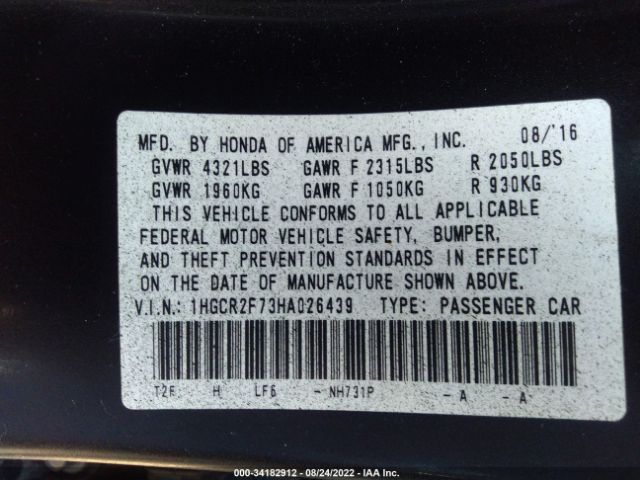 MFD. BY HONDA OF AMERICA MFG., INC. 08/'16
GVWR 4321LBS GAWR F 2315LBS R 2050LBS
GVWR 1960KG GAWR F 1050KG R 930KG
THIS VEHICLE CONFORMS TO ALL APPLICABLE
FEDERAL MOTOR VEHICLE SAFETY, BUMPER,
AND THEFT PREVENTION STANDARDS IN EFFECT
ON THE DATE OF MANUFACTURE SHOWN ABOVE.
V.I.N.: 1HGCR2F73HA026439 TYPE: PASSENGER CAR
T2F H LF6 - NH731P - A - A
000-34182912 - 08/24/2022 - IAA Inc.